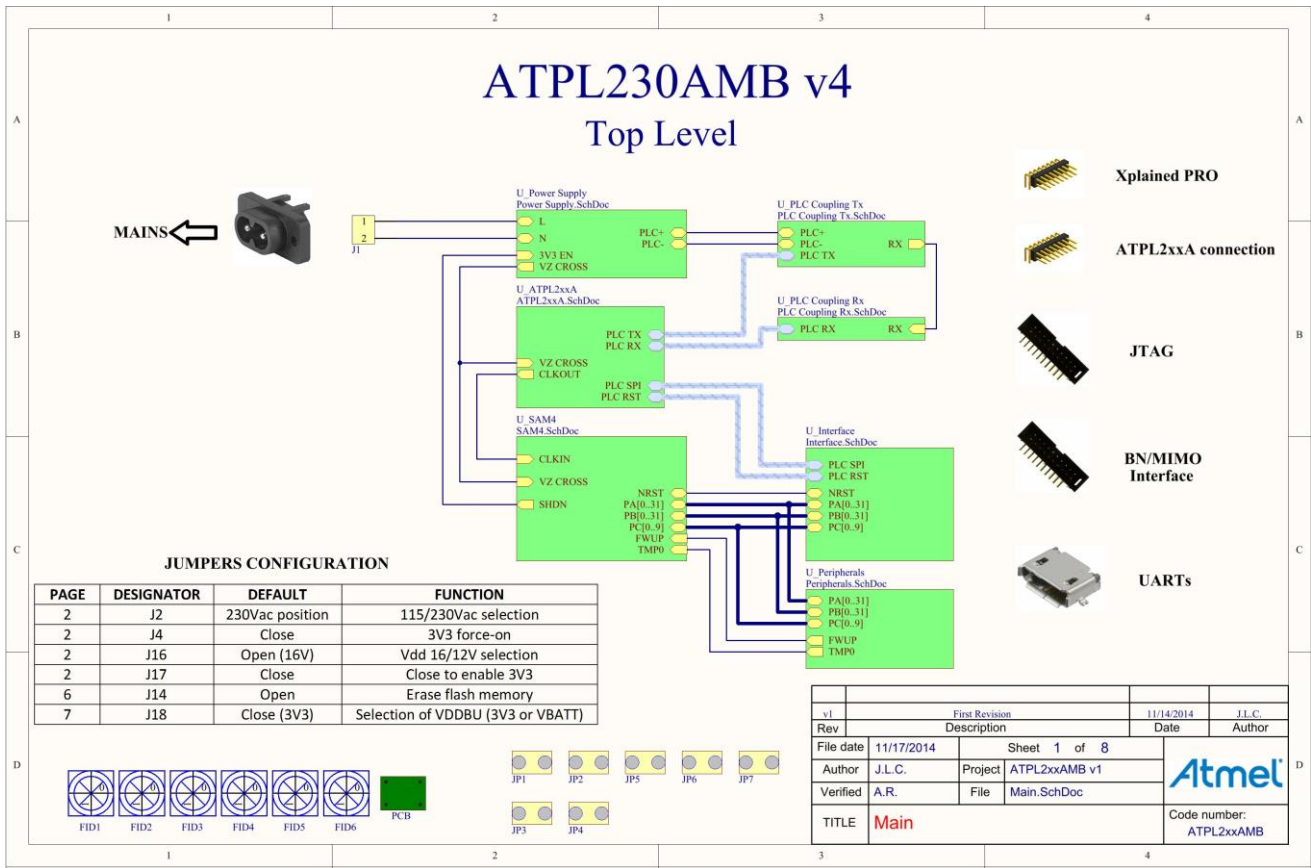 1 2 3 4
ATPL230AMB v4
Top Level
A A
Xplained PRO
MAINS
1
2
J1
U_Power Supply
Power Supply.SchDoc
L
N
3V3 EN
VZ CROSS
PLC+
PLC-
U_PLC Coupling Tx
PLC Coupling Tx.SchDoc
PLC+
PLC-
PLC TX
RX
ATPL2xxA connection
U_ATPL2xxA
ATPL2xxA.SchDoc
PLC TX
PLC RX
VZ CROSS
CLKOUT
PLC SPI
PLC RST
U_PLC Coupling Rx
PLC Coupling Rx.SchDoc
PLC RX
RX
B B
JTAG
U_SAM4
SAM4.SchDoc
CLKIN
VZ CROSS
SHDN
NRST
PA[0..31]
PB[0..31]
PC[0..9]
FWUP
TMP0
U_Interface
Interface.SchDoc
PLC SPI
PLC RST
NRST
PA[0..31]
PB[0..31]
PC[0..9]
BN/MIMO
Interface
C C
U_Peripherals
Peripherals.SchDoc
PA[0..31]
PB[0..31]
PC[0..9]
FWUP
TMP0
UARTs
JUMPERS CONFIGURATION
PAGE DESIGNATOR DEFAULT FUNCTION
2 J2 230Vac position 115/230Vac selection
2 J4 Close 3V3 force-on
2 J16 Open (16V) Vdd 16/12V selection
2 J17 Close Close to enable 3V3
6 J14 Open Erase flash memory
7 J18 Close (3V3) Selection of VDDBU (3V3 or VBATT)
D D
0 0 0 0 0 0
FID1 FID2 FID3 FID4 FID5 FID6 PCB
JP1 JP2 JP5 JP6 JP7
JP3 JP4
v1 First Revision 11/14/2014 J.L.C.
Rev Description Date Author
File date 11/17/2014 Sheet 1 of 8
Author J.L.C. Project ATPL2xxAMB v1
Verified A.R. File Main.SchDoc
TITLE Main
Atmel
Code number:
ATPL2xxAMB
1 2 3 4